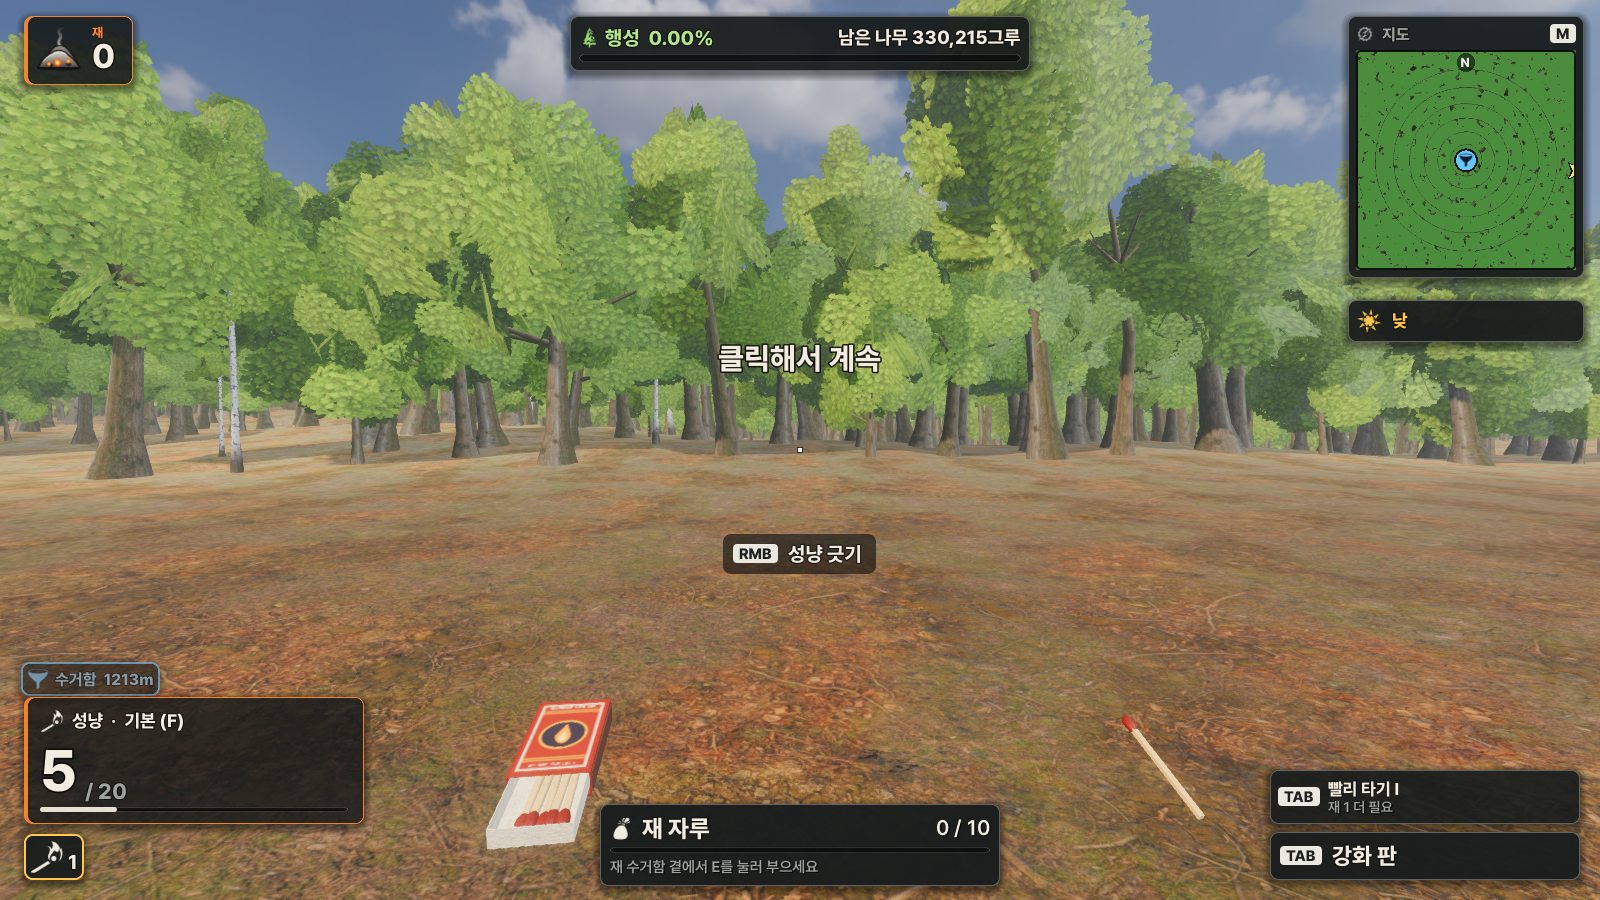 재
0
행성 0.00%
남은 나무 330,215그루
지도
M
N
낮
클릭해서 계속
RMB 성냥 긋기
수거함 1213m
성냥 · 기본 (F)
5 / 20
1
재 자루
0 / 10
재 수거함 곁에서 E를 눌러 부으세요
TAB 빨리 타기 I
재 1 더 필요
TAB 강화 판